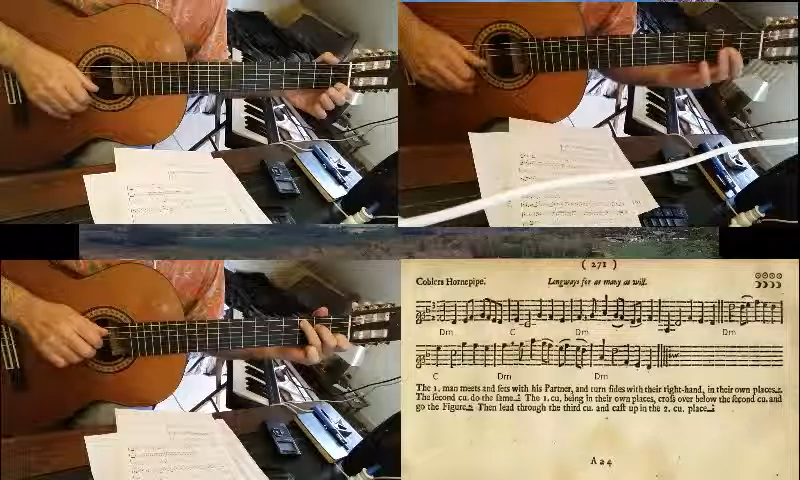 ( 271 )
Coblers Hornepipe. Longways for as many as will.
Dm C Dm Dm
C Dm Dm
The 1. man meets and sets with his Partner, and turn sides with their right-hand, in their own places.
The second cu. do the same. The 1. cu. being in their own places, cross over below the second cu. and
go the Figure. Then lead through the third cu. and cast up in the 2. cu. place.
A a 4